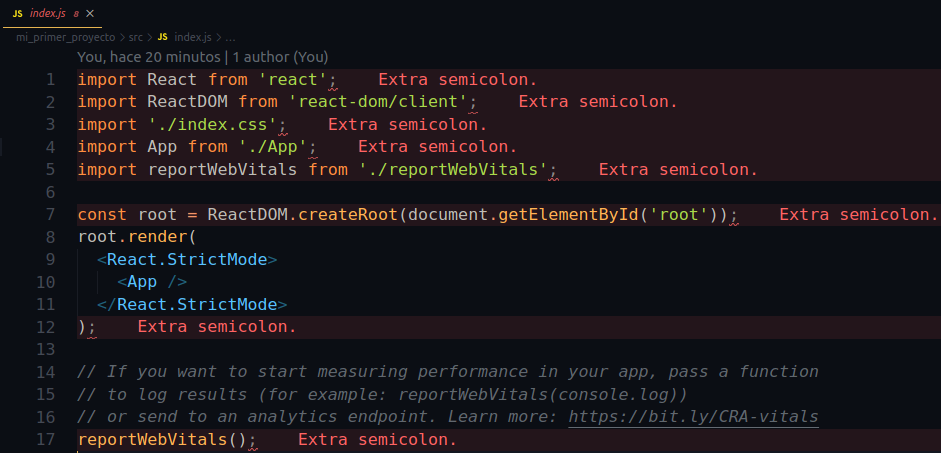 JS index.js 8 ×
mi_primer_proyecto > src > JS index.js > ...
You, hace 20 minutos | 1 author (You)
1 import React from 'react'; Extra semicolon.
2 import ReactDOM from 'react-dom/client'; Extra semicolon.
3 import './index.css'; Extra semicolon.
4 import App from './App'; Extra semicolon.
5 import reportWebVitals from './reportWebVitals'; Extra semicolon.
6
7 const root = ReactDOM.createRoot(document.getElementById('root')); Extra semicolon.
8 root.render(
9   <React.StrictMode>
10     <App />
11   </React.StrictMode>
12 ); Extra semicolon.
13
14 // If you want to start measuring performance in your app, pass a function
15 // to log results (for example: reportWebVitals(console.log))
16 // or send to an analytics endpoint. Learn more: https://bit.ly/CRA-vitals
17 reportWebVitals(); Extra semicolon.